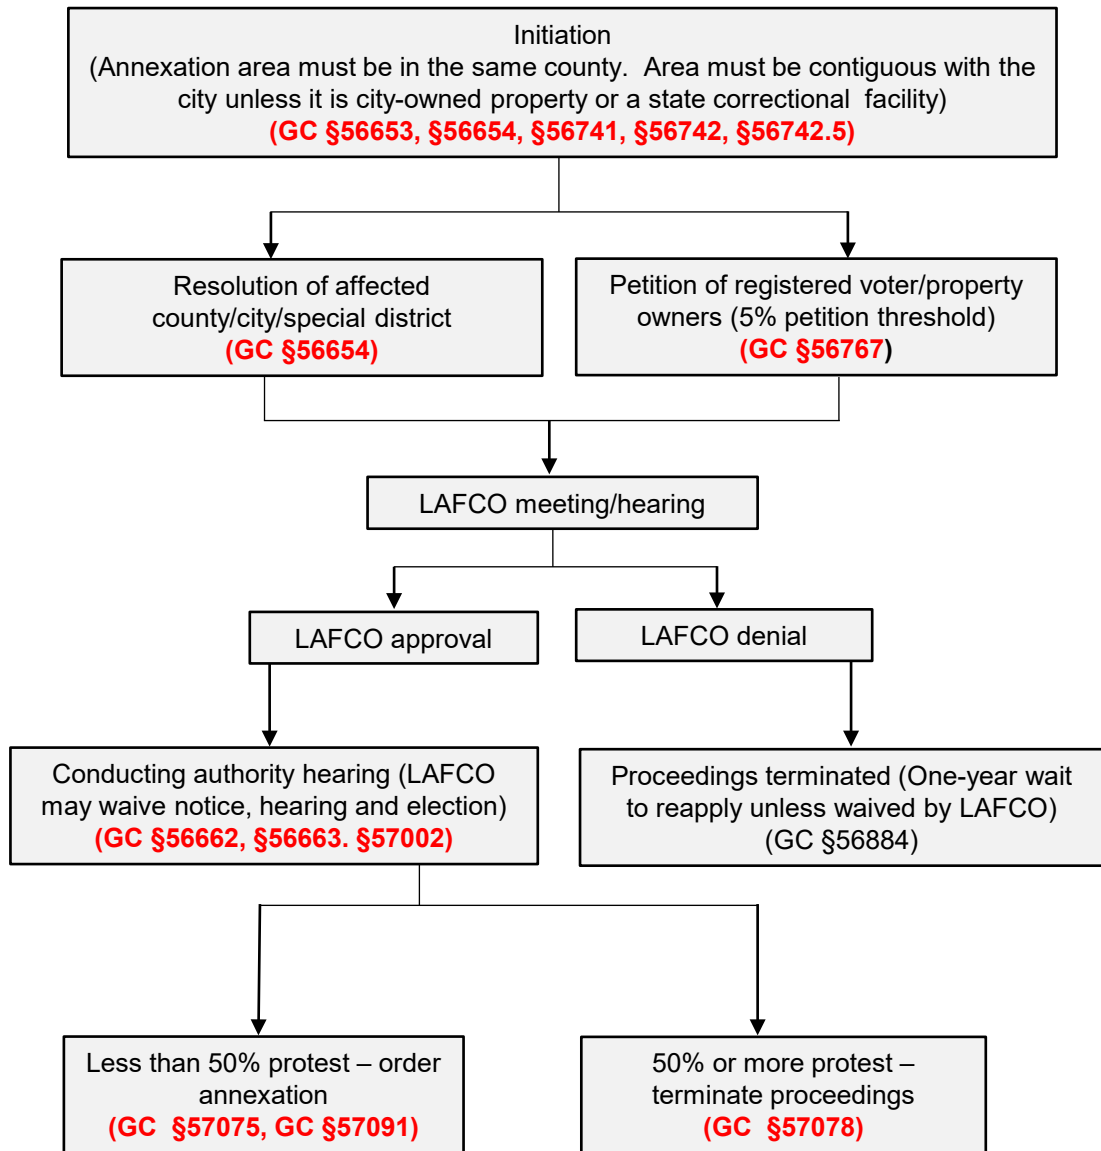 Initiation
(Annexation area must be in the same county.  Area must be contiguous with the
city unless it is city-owned property or a state correctional  facility)
(GC §56653, §56654, §56741, §56742, §56742.5)
Resolution of affected
county/city/special district
(GC §56654)
Petition of registered voter/property
owners (5% petition threshold)
(GC §56767)
LAFCO meeting/hearing
LAFCO approval
LAFCO denial
Conducting authority hearing (LAFCO
may waive notice, hearing and election)
(GC §56662, §56663. §57002)
Proceedings terminated (One-year wait
to reapply unless waived by LAFCO)
(GC §56884)
Less than 50% protest – order
annexation
(GC  §57075, GC §57091)
50% or more protest –
terminate proceedings
(GC  §57078)